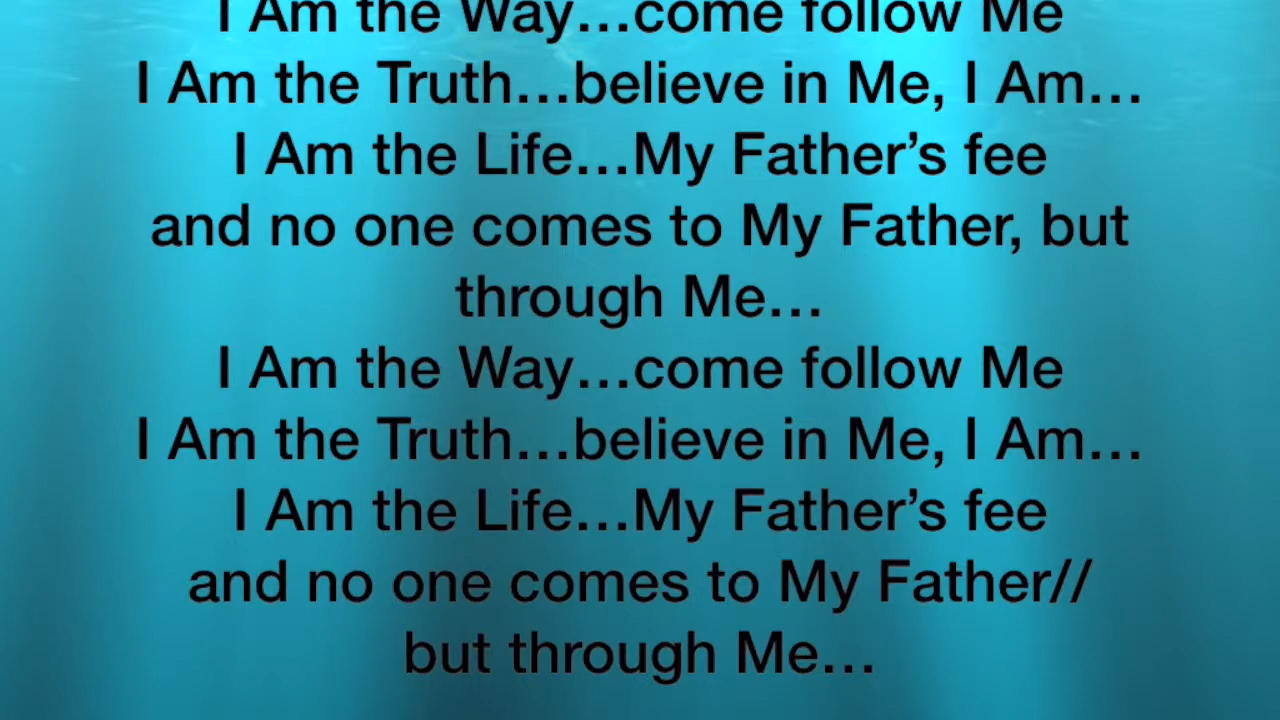 I Am the Way…come follow Me
I Am the Truth…believe in Me, I Am…
I Am the Life…My Father’s fee
and no one comes to My Father, but
through Me…
I Am the Way…come follow Me
I Am the Truth…believe in Me, I Am…
I Am the Life…My Father’s fee
and no one comes to My Father//
but through Me…